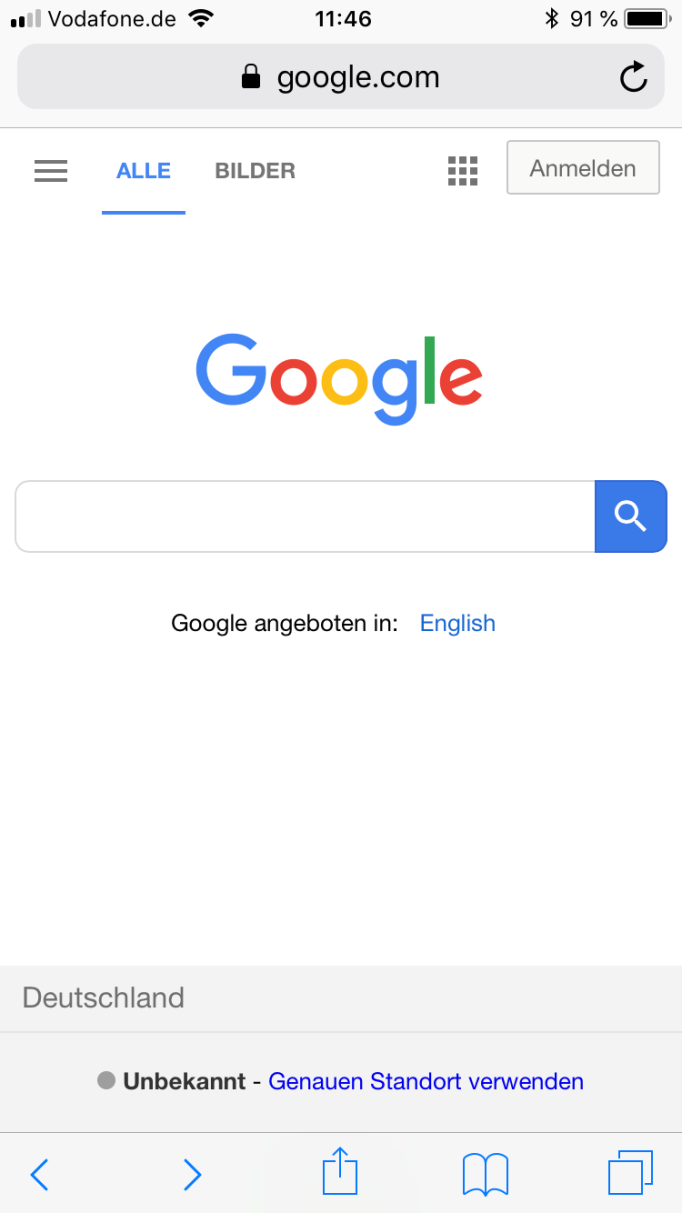 Vodafone.de 11:46 91 %
google.com
ALLE BILDER Anmelden
Google
Google angeboten in: English
Deutschland
Unbekannt - Genauen Standort verwenden